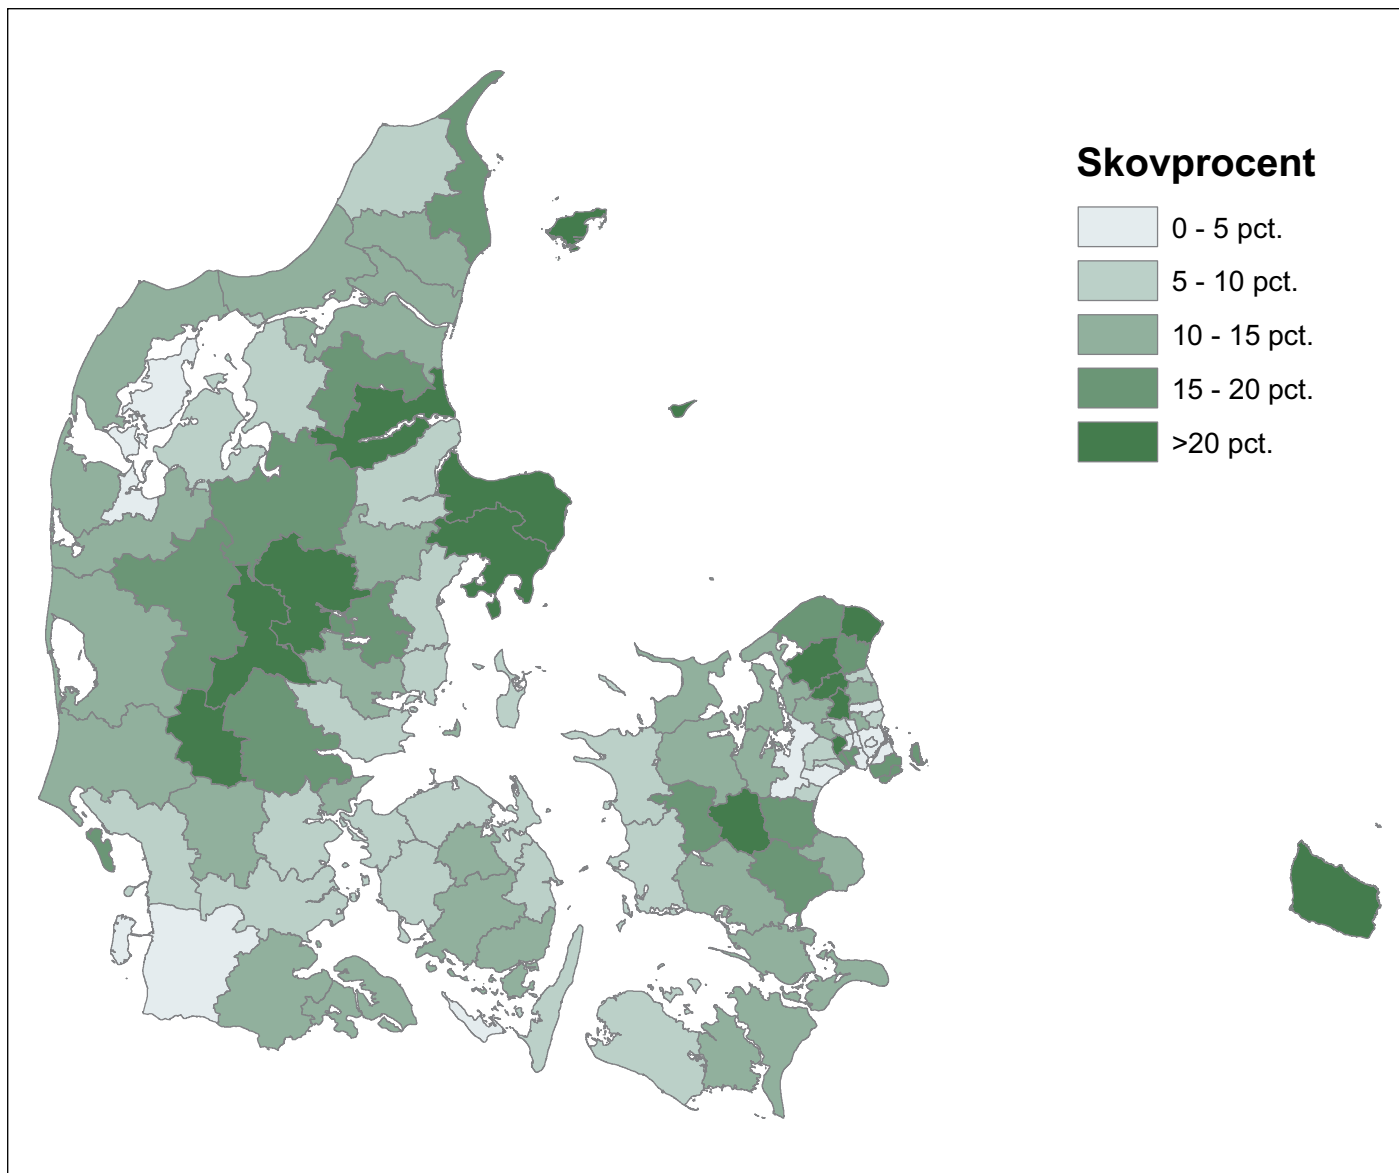 Skovprocent
0 - 5 pct.
5 - 10 pct.
10 - 15 pct.
15 - 20 pct.
>20 pct.